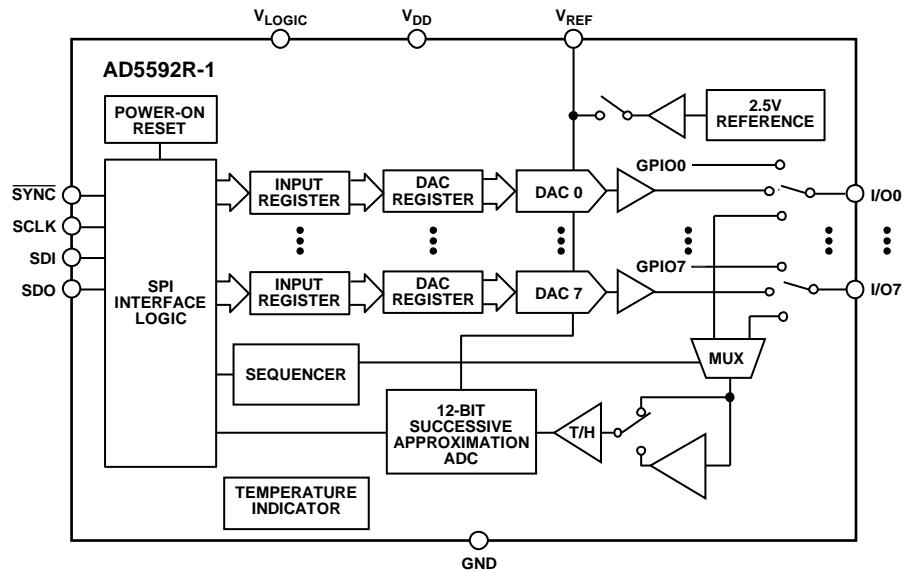 VLOGIC
VDD
VREF
AD5592R-1
POWER-ON
RESET
2.5V
REFERENCE
GPIO0
SYNC
SCLK
SDI
SDO
SPI
INTERFACE
LOGIC
INPUT
REGISTER
DAC
REGISTER
DAC 0
I/O0
INPUT
REGISTER
DAC
REGISTER
DAC 7
GPIO7
I/O7
MUX
SEQUENCER
12-BIT
SUCCESSIVE
APPROXIMATION
ADC
T/H
TEMPERATURE
INDICATOR
GND